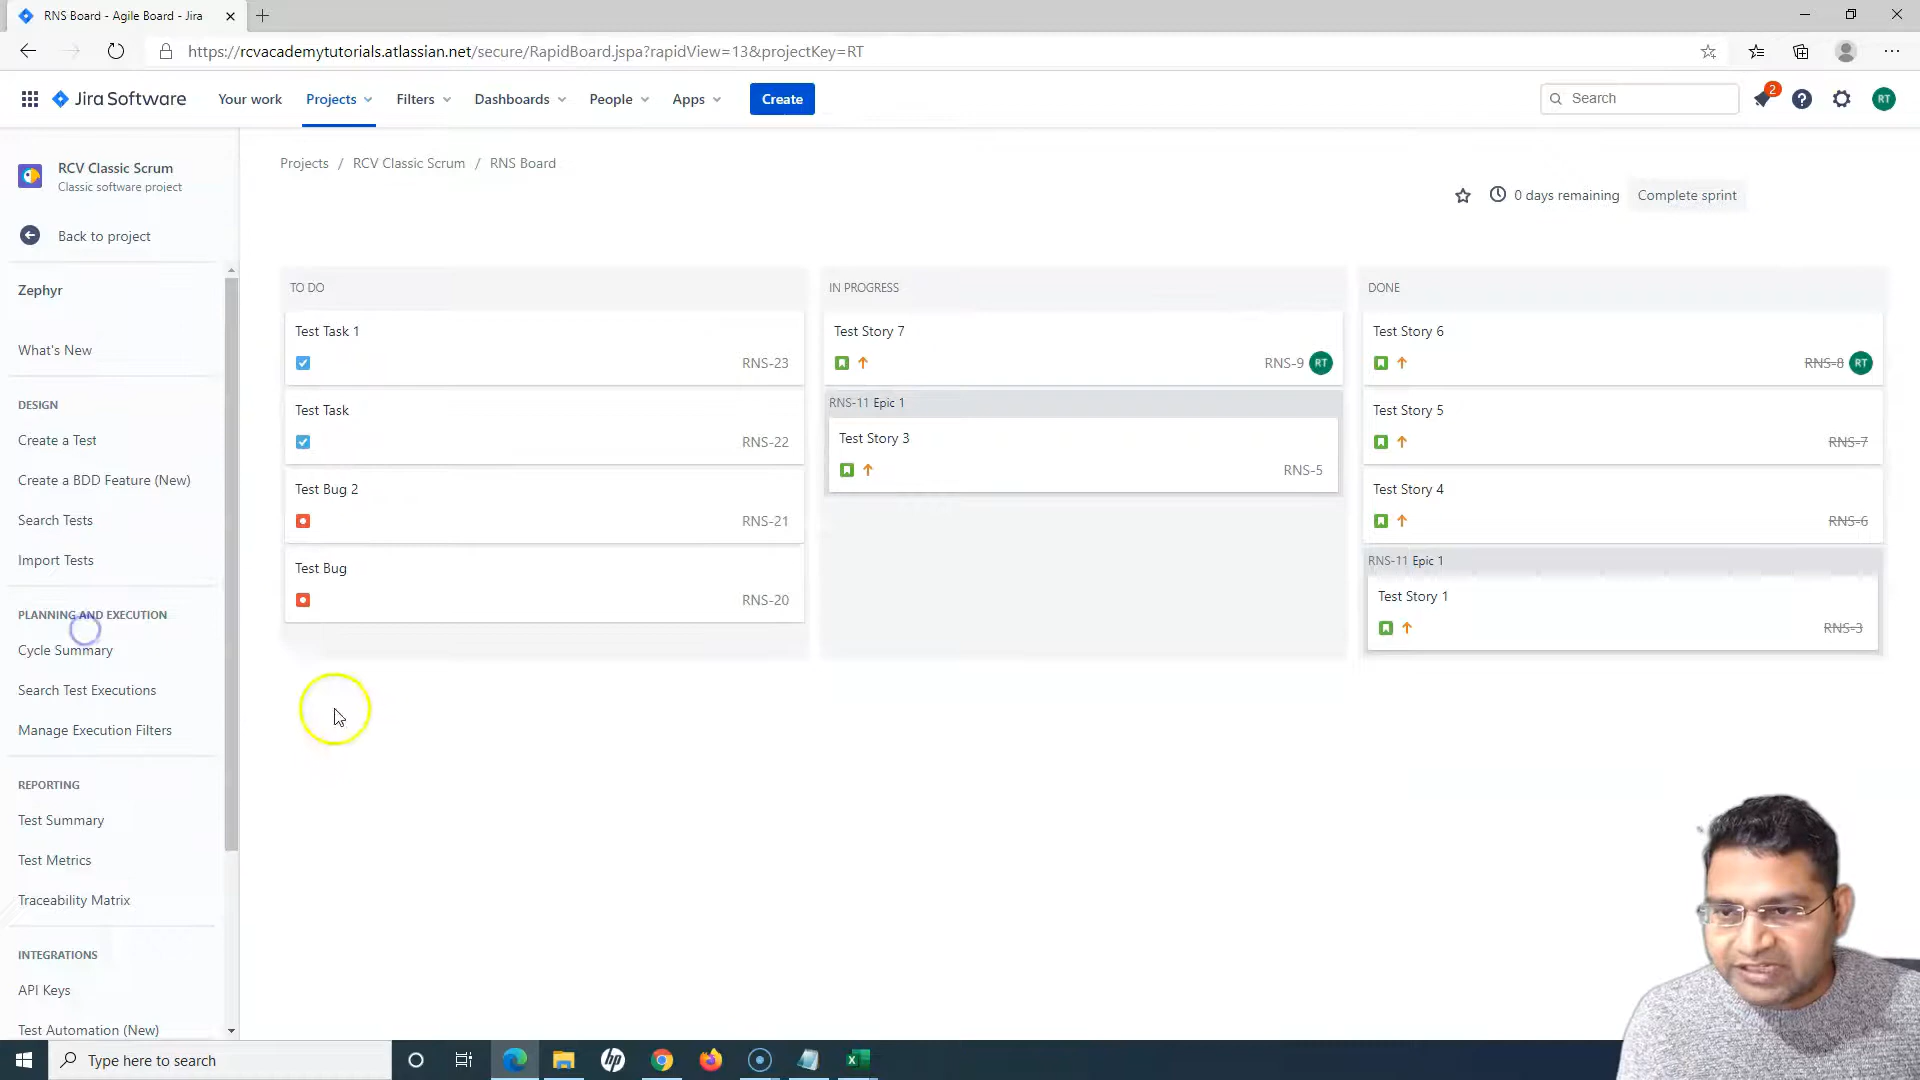 RNS Board - Agile Board - Jira
https://rcvacademytutorials.atlassian.net/secure/RapidBoard.jspa?rapidView=13&projectKey=RT
Jira Software
Your work
Projects
Filters
Dashboards
People
Apps
Create
Search
2
RT
RCV Classic Scrum
Classic software project
Back to project
Zephyr
What's New
DESIGN
Create a Test
Create a BDD Feature (New)
Search Tests
Import Tests
PLANNING AND EXECUTION
Cycle Summary
Search Test Executions
Manage Execution Filters
REPORTING
Test Summary
Test Metrics
Traceability Matrix
INTEGRATIONS
API Keys
Test Automation (New)
Projects / RCV Classic Scrum / RNS Board
0 days remaining
Complete sprint
TO DO
Test Task 1
RNS-23
Test Task
RNS-22
Test Bug 2
RNS-21
Test Bug
RNS-20
IN PROGRESS
Test Story 7
RNS-9 RT
RNS-11 Epic 1
Test Story 3
RNS-5
DONE
Test Story 6
RNS-8 RT
Test Story 5
RNS-7
Test Story 4
RNS-6
RNS-11 Epic 1
Test Story 1
RNS-3
Type here to search
hp